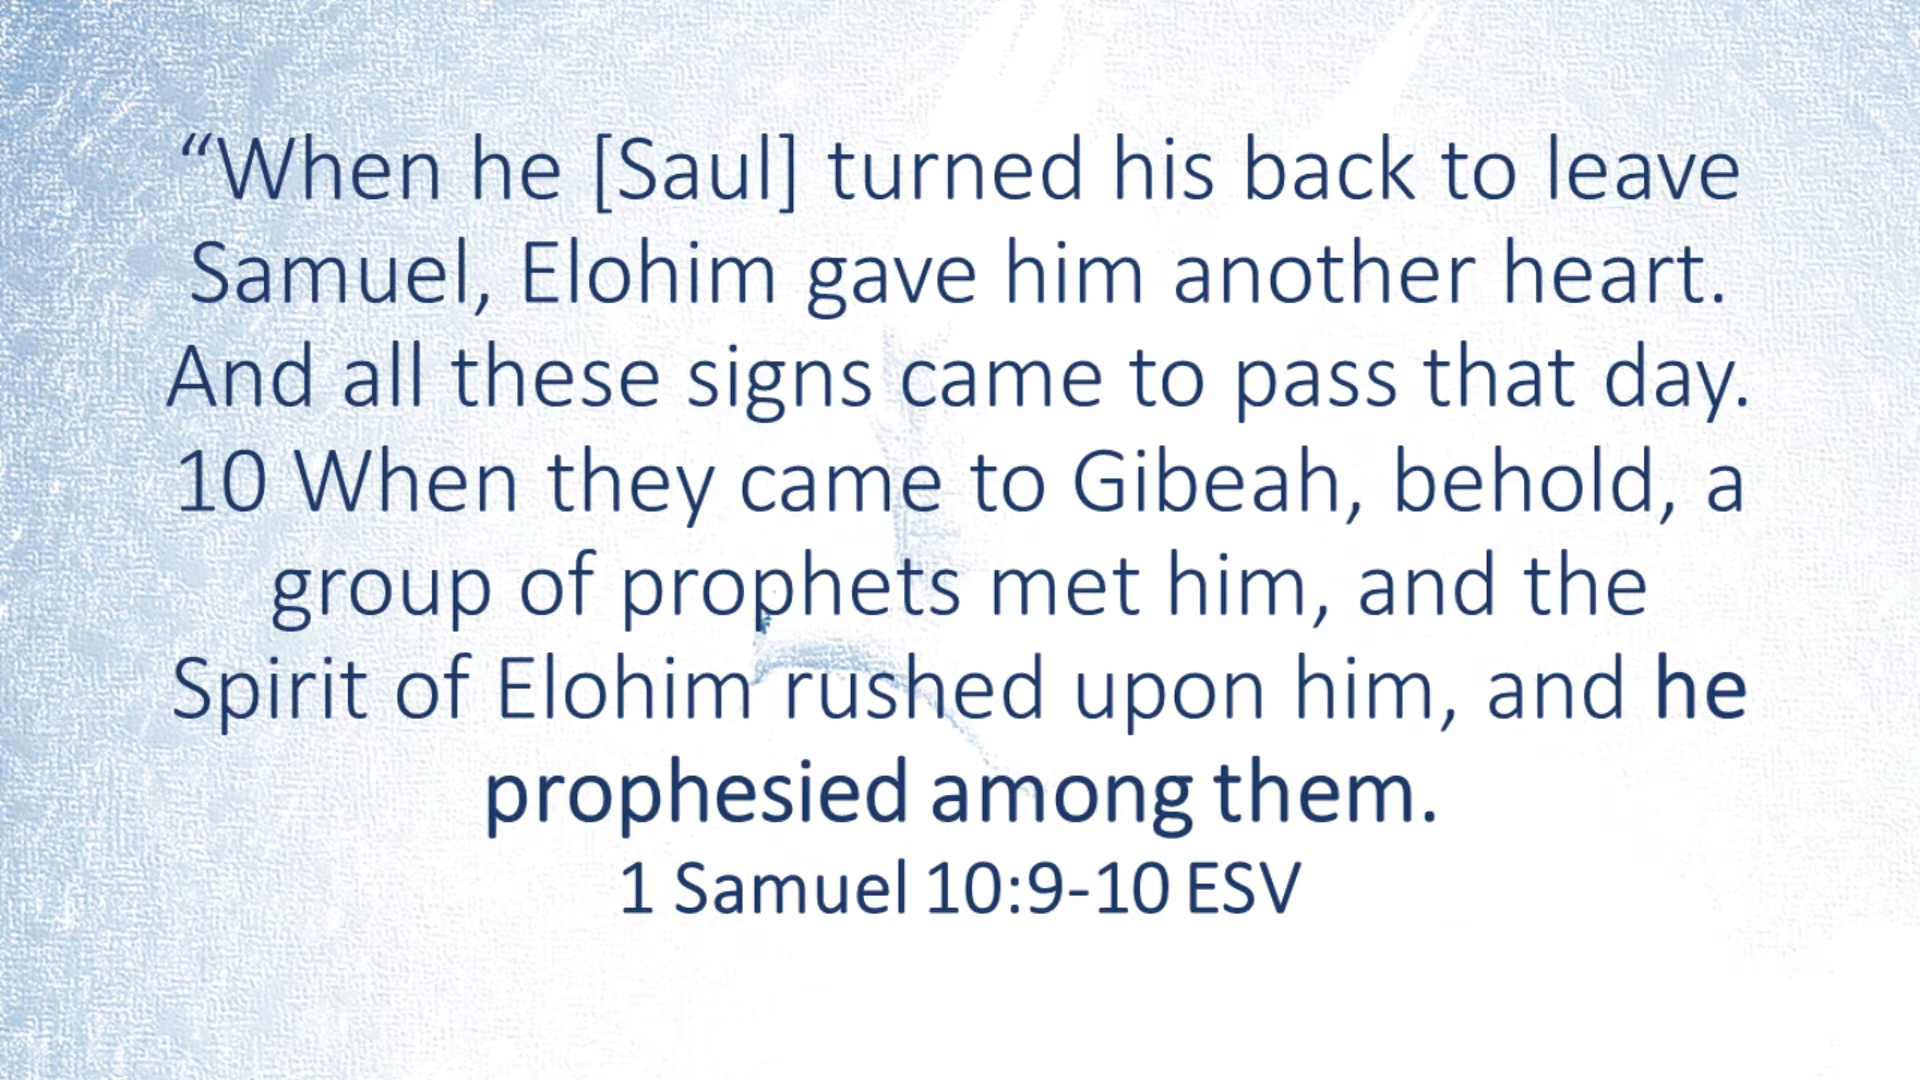 “When he [Saul] turned his back to leave
Samuel, Elohim gave him another heart.
And all these signs came to pass that day.
10 When they came to Gibeah, behold, a
group of prophets met him, and the
Spirit of Elohim rushed upon him, and he
prophesied among them.
1 Samuel 10:9-10 ESV